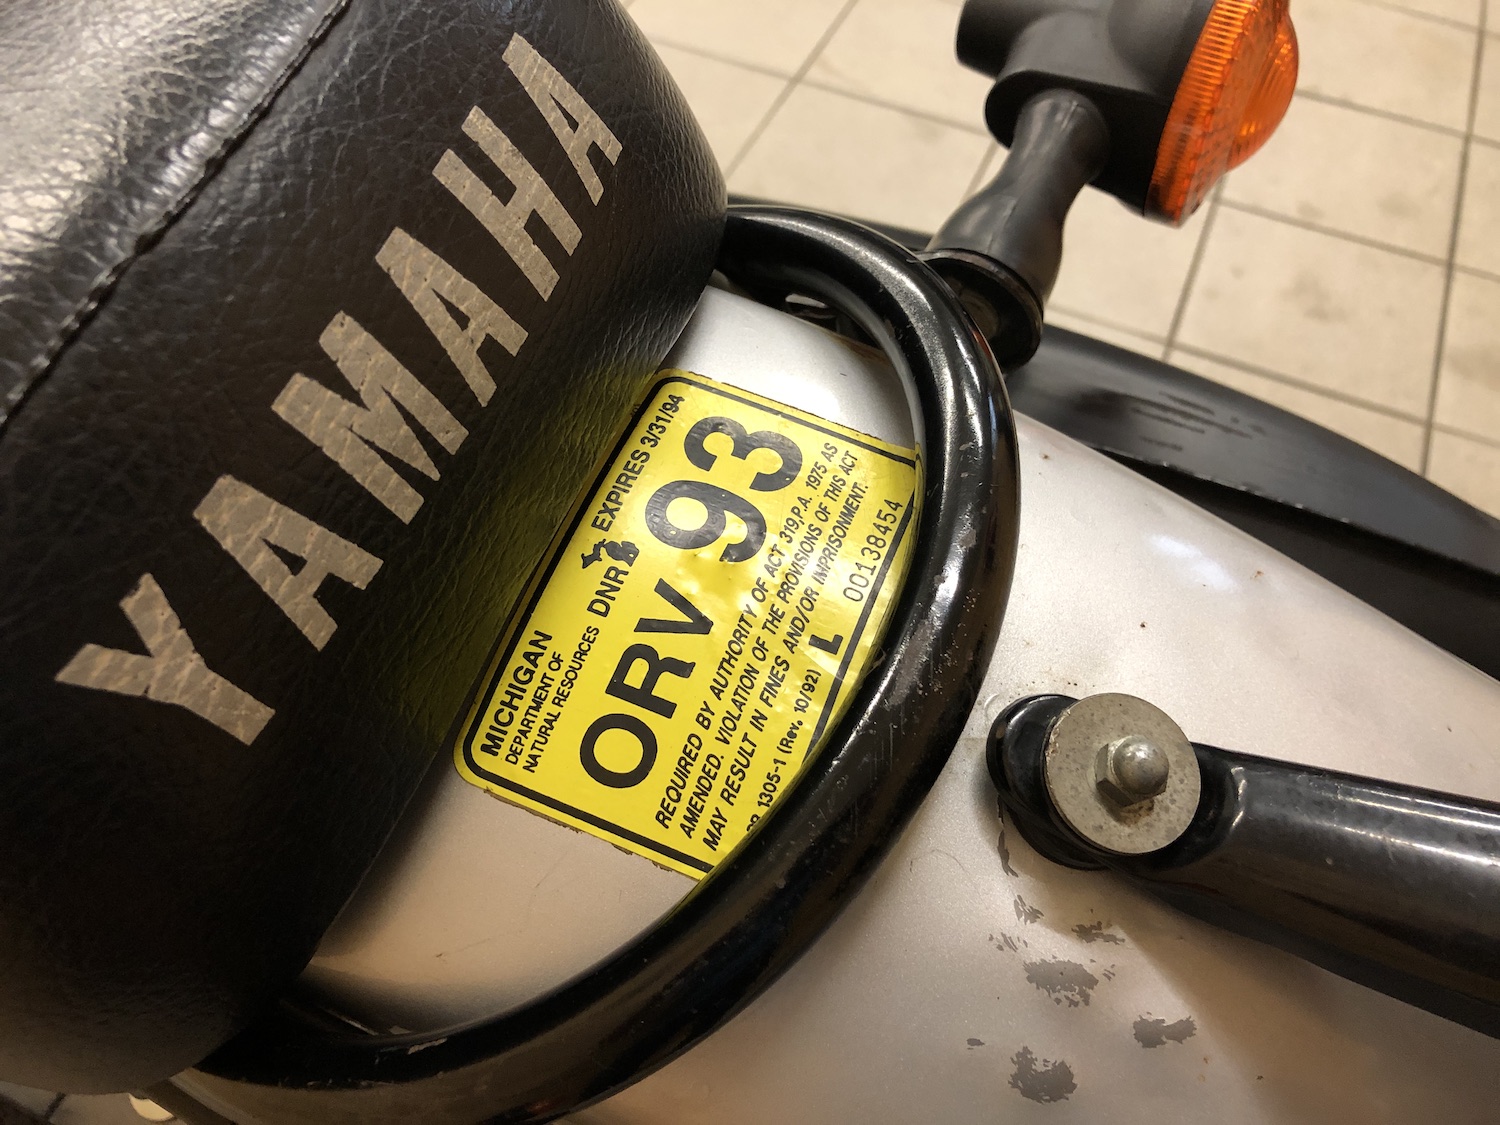 YAMAHA
MICHIGAN
DEPARTMENT OF
NATURAL RESOURCES DNR EXPIRES 3/31/94
ORV 93
REQUIRED BY AUTHORITY OF ACT 319,P.A. 1975 AS
AMENDED. VIOLATION OF THE PROVISIONS OF THIS ACT
MAY RESULT IN FINES AND/OR IMPRISONMENT.
1305-1 (Rev. 10/92) L 00138454